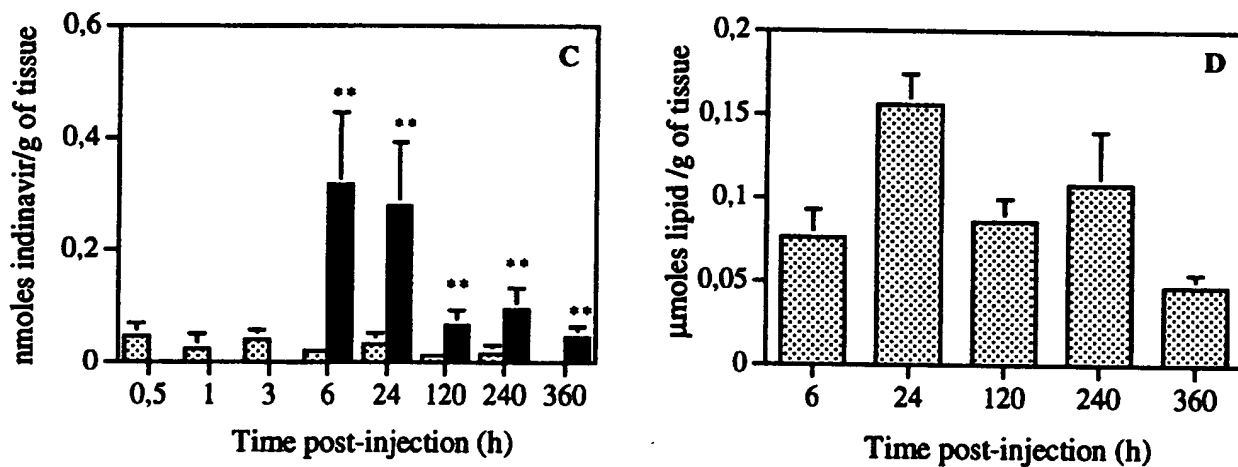 nmoles indinavir/g of tissue
0,6
0,4
0,2
0
C
**
**
**
**
**
0,5 1 3 6 24 120 240 360
Time post-injection (h)
µmoles lipid /g of tissue
0,2
0,15
0,1
0,05
0
D
6 24 120 240 360
Time post-injection (h)